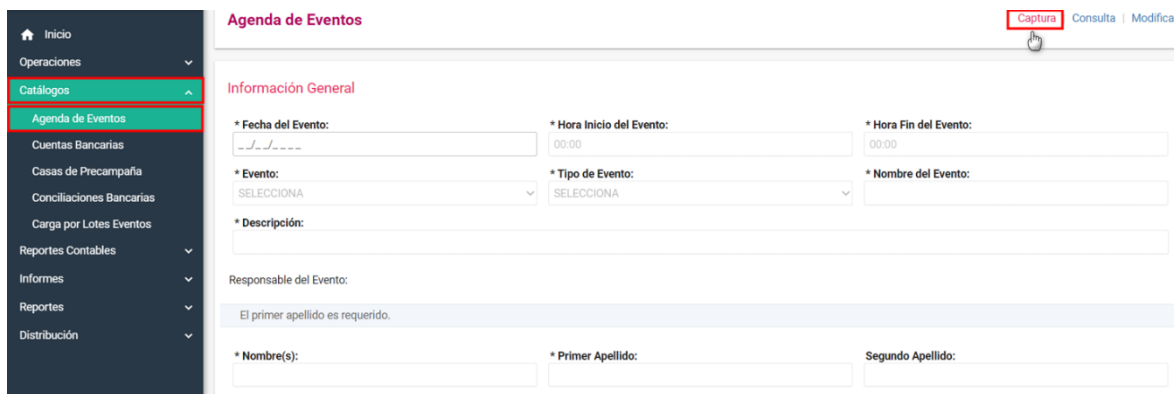 Inicio
Operaciones
Catálogos
Agenda de Eventos
Cuentas Bancarias
Casas de Precampaña
Conciliaciones Bancarias
Carga por Lotes Eventos
Reportes Contables
Informes
Reportes
Distribución
Agenda de Eventos
Captura Consulta | Modifica
Información General
* Fecha del Evento: * Hora Inicio del Evento: * Hora Fin del Evento:
_ _/_ _/_ _ _ _ 00:00 00:00
* Evento: * Tipo de Evento: * Nombre del Evento:
SELECCIONA SELECCIONA
* Descripción:
Responsable del Evento:
El primer apellido es requerido.
* Nombre(s): * Primer Apellido: Segundo Apellido: